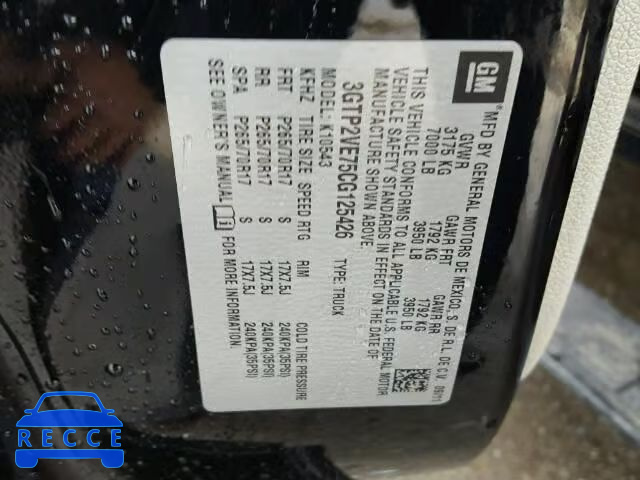 GM
MFD BY GENERAL MOTORS DE MEXICO, S. DE R.L. DE C.V. 09/11
GVWR GAWR FRT GAWR RR
3175 KG 1792 KG 1792 KG
7000 LB 3950 LB 3950 LB
THIS VEHICLE CONFORMS TO ALL APPLICABLE U.S. FEDERAL MOTOR
VEHICLE SAFETY STANDARDS IN EFFECT ON THE DATE OF
MANUFACTURE SHOWN ABOVE.
3GTP2VE75CG125426 TYPE: TRUCK
MODEL: K10543
KFHZ TIRE SIZE SPEED RTG RIM COLD TIRE PRESSURE
FRT P265/70R17 S 17X7.5J 240KPA(35PSI)
RR P265/70R17 S 17X7.5J 240KPA(35PSI)
SPA P265/70R17 S 17X7.5J 240KPA(35PSI)
SEE OWNER'S MANUAL i FOR MORE INFORMATION.
RECCE